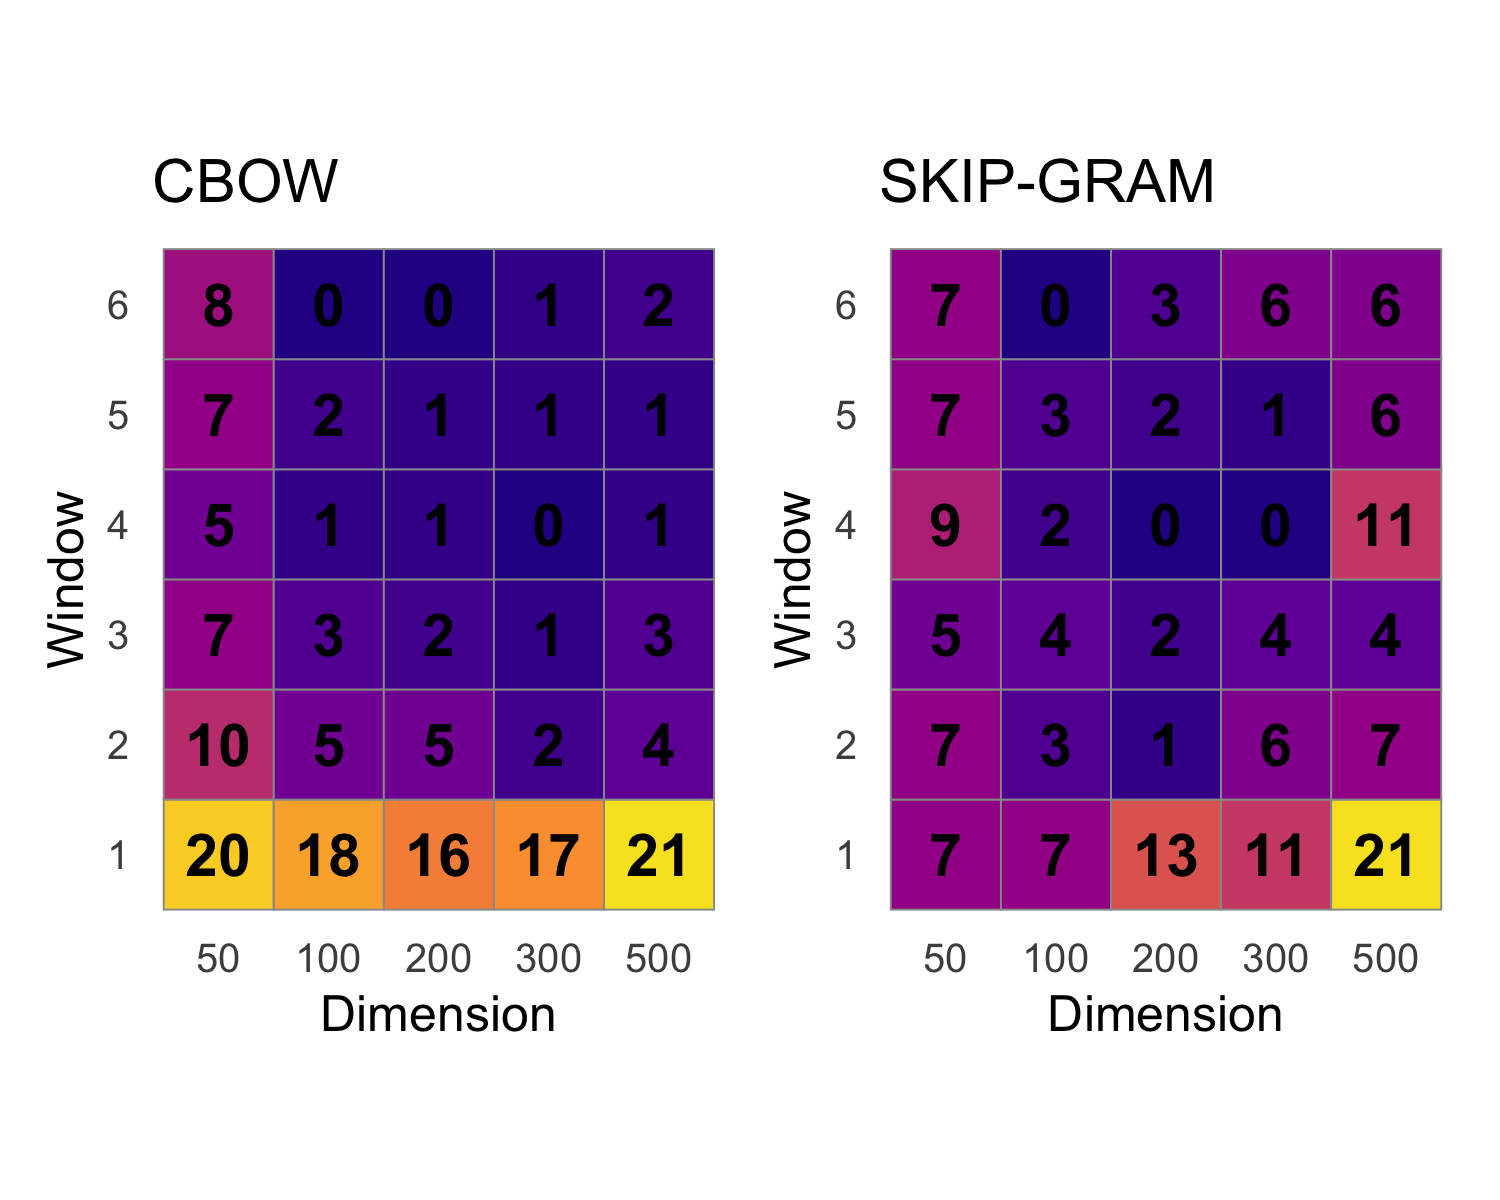 CBOW
6 8 0 0 1 2
5 7 2 1 1 1
4 5 1 1 0 1
3 7 3 2 1 3
2 10 5 5 2 4
1 20 18 16 17 21
50 100 200 300 500
Dimension
Window
SKIP-GRAM
6 7 0 3 6 6
5 7 3 2 1 6
4 9 2 0 0 11
3 5 4 2 4 4
2 7 3 1 6 7
1 7 7 13 11 21
50 100 200 300 500
Dimension
Window